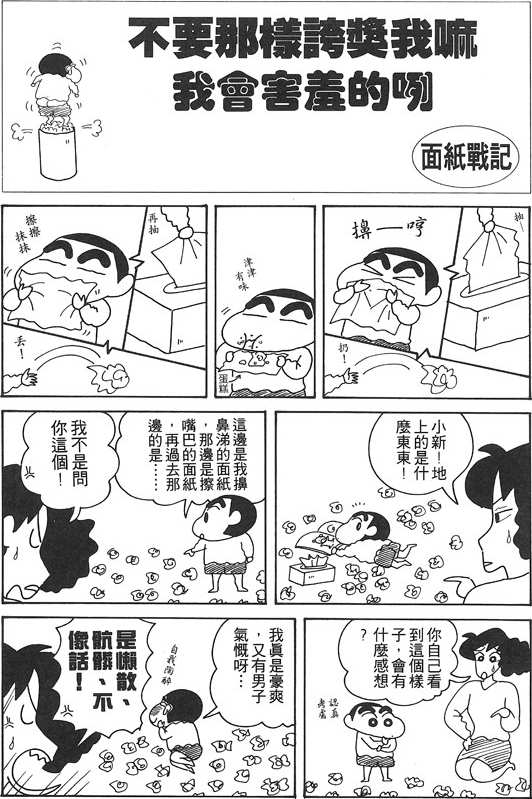 不要那樣誇獎我嘛
我會害羞的咧
面紙戰記
抽!
擤一哼
扔!
津津
有味
蛋糕
再抽
擦擦
抹抹
丟!
小新!地
上的是什
麼東東!
這邊是我擤
鼻涕的面紙
,那邊是擦
嘴巴的面紙
,再過去那
邊的是……
我不是問
你這個!
你自己看
到這個樣
子,會有
什麼感想
?
認真
考慮
我真是豪爽
,又有男子
氣慨呀…
自我陶醉
是懶散、
骯髒、不
像話!